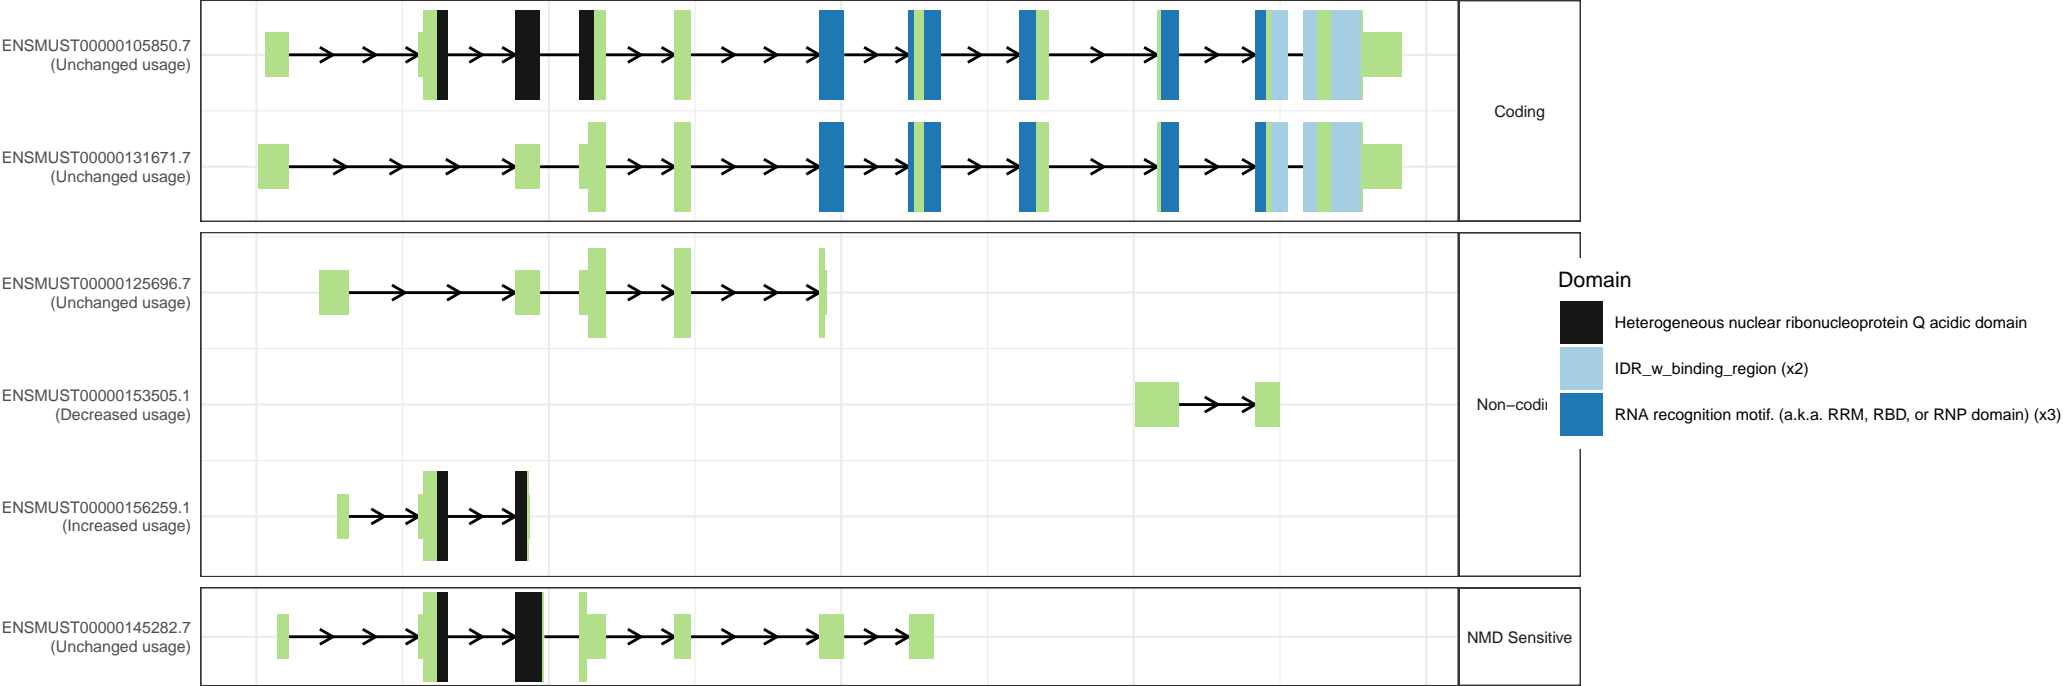 ENSMUST00000105850.7
(Unchanged usage)
ENSMUST00000131671.7
(Unchanged usage)
Coding
ENSMUST00000125696.7
(Unchanged usage)
ENSMUST00000153505.1
(Decreased usage)
ENSMUST00000156259.1
(Increased usage)
Non−codi
ENSMUST00000145282.7
(Unchanged usage)
NMD Sensitive
Domain
Heterogeneous nuclear ribonucleoprotein Q acidic domain
IDR_w_binding_region (x2)
RNA recognition motif. (a.k.a. RRM, RBD, or RNP domain) (x3)